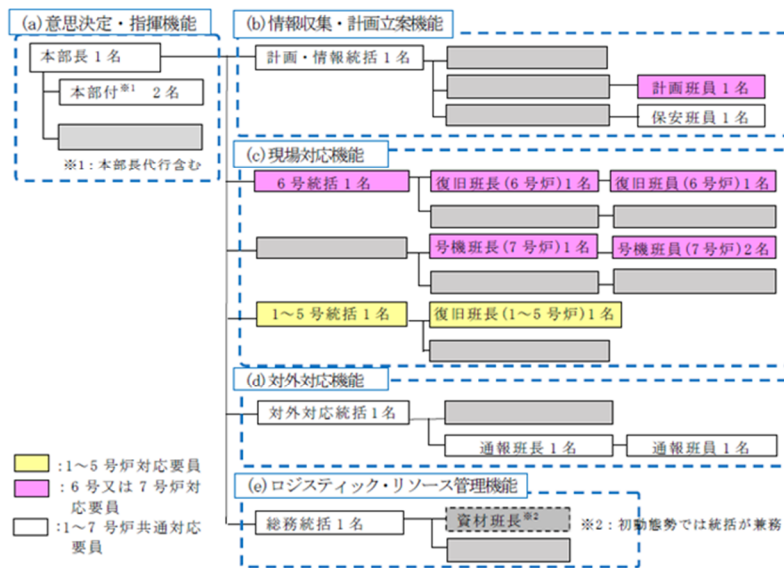 (a)意思決定・指揮機能
本部長1名
本部付※1 2名
※1：本部長代行含む
(b)情報収集・計画立案機能
計画・情報統括1名
計画班員1名
保安班員1名
(c)現場対応機能
6号統括1名
復旧班長(6号炉)1名
復旧班員(6号炉)1名
号機班長(7号炉)1名
号機班員(7号炉)2名
1～5号統括1名
復旧班長(1～5号炉)1名
(d)対外対応機能
対外対応統括1名
通報班長1名
通報班員1名
(e)ロジスティック・リソース管理機能
総務統括1名
資材班長※2
※2：初動態勢では統括が兼務
:1～5号炉対応要員
:6号又は7号炉対
応要員
:1～7号炉共通対応
要員